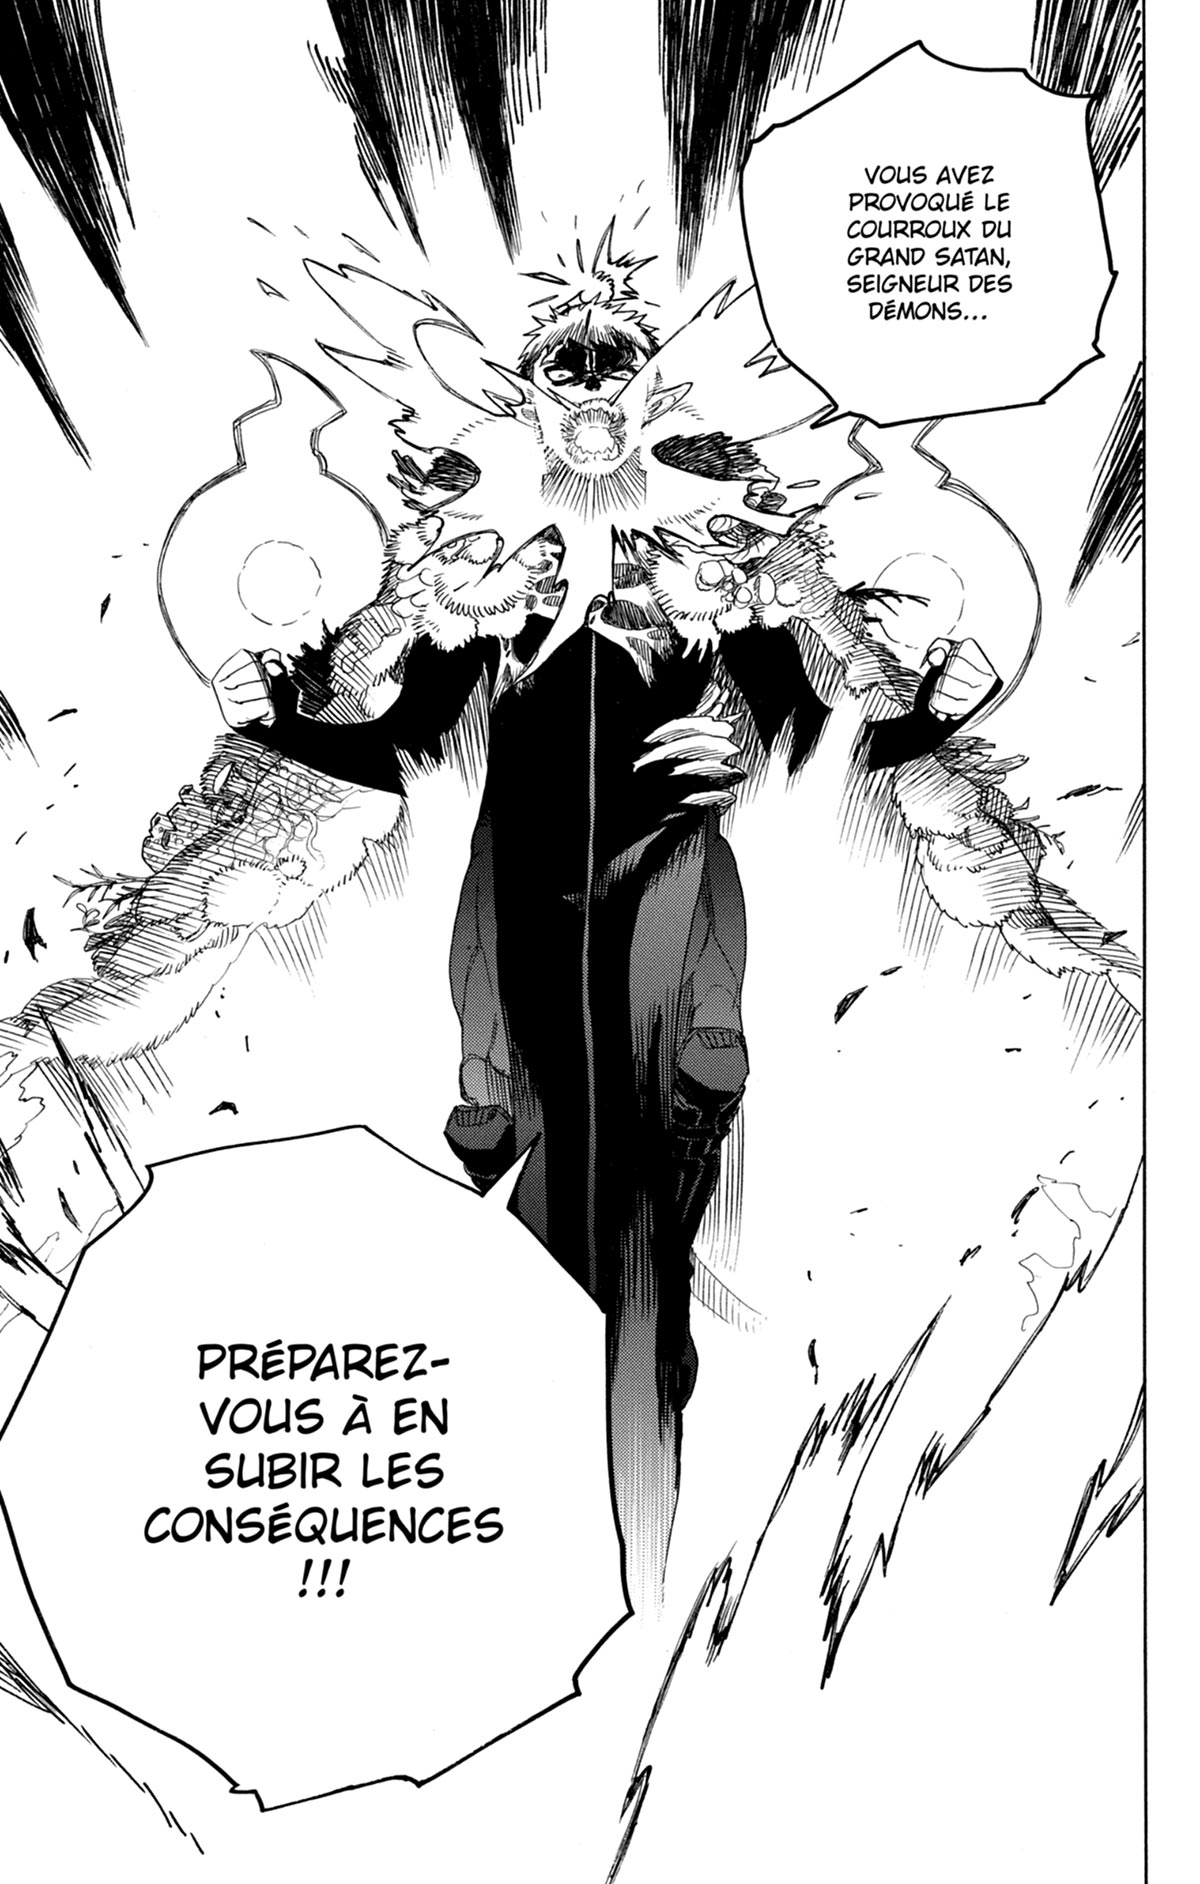 VOUS AVEZ
PROVOQUÉ LE
COURROUX DU
GRAND SATAN,
SEIGNEUR DES
DÉMONS...
PRÉPAREZ-
VOUS À EN
SUBIR LES
CONSÉQUENCES
!!!